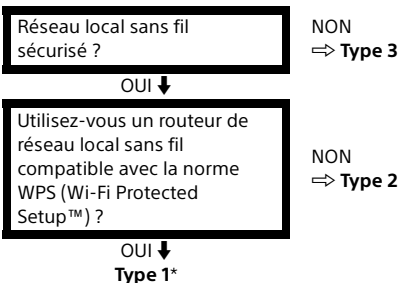 Réseau local sans fil
sécurisé ?
NON
⇨ Type 3
OUI ⬇
Utilisez-vous un routeur de
réseau local sans fil
compatible avec la norme
WPS (Wi-Fi Protected
Setup™) ?
NON
⇨ Type 2
OUI ⬇
Type 1*